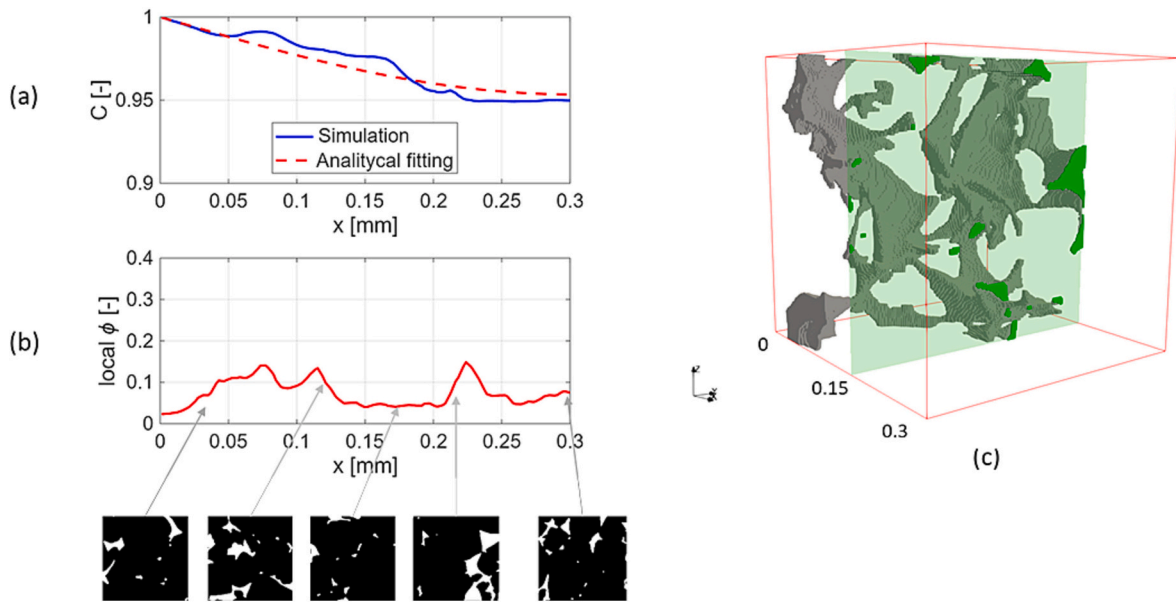 (a)
C [-]
1
0.95
0.9
Simulation
Analitycal fitting
0 0.05 0.1 0.15 0.2 0.25 0.3
x [mm]
(b)
local ϕ [-]
0.4
0.3
0.2
0.1
0
0 0.05 0.1 0.15 0.2 0.25 0.3
x [mm]
0
0.15
0.3
z
(c)